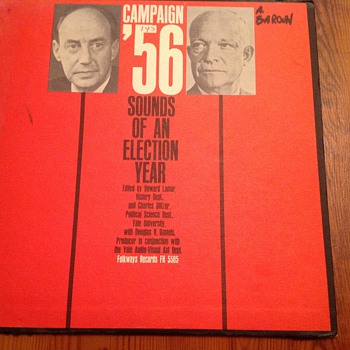 CAMPAIGN
'56
SOUNDS
OF AN
ELECTION
YEAR
Edited by Howard Lamar,
History Dept.
and Charles Blitzer,
Political Science Dept.,
Yale University,
with Douglas V. Daniels,
Producer in conjunction with
the Yale Audio-Visual Aid Dept.
Folkways Records FH 5505